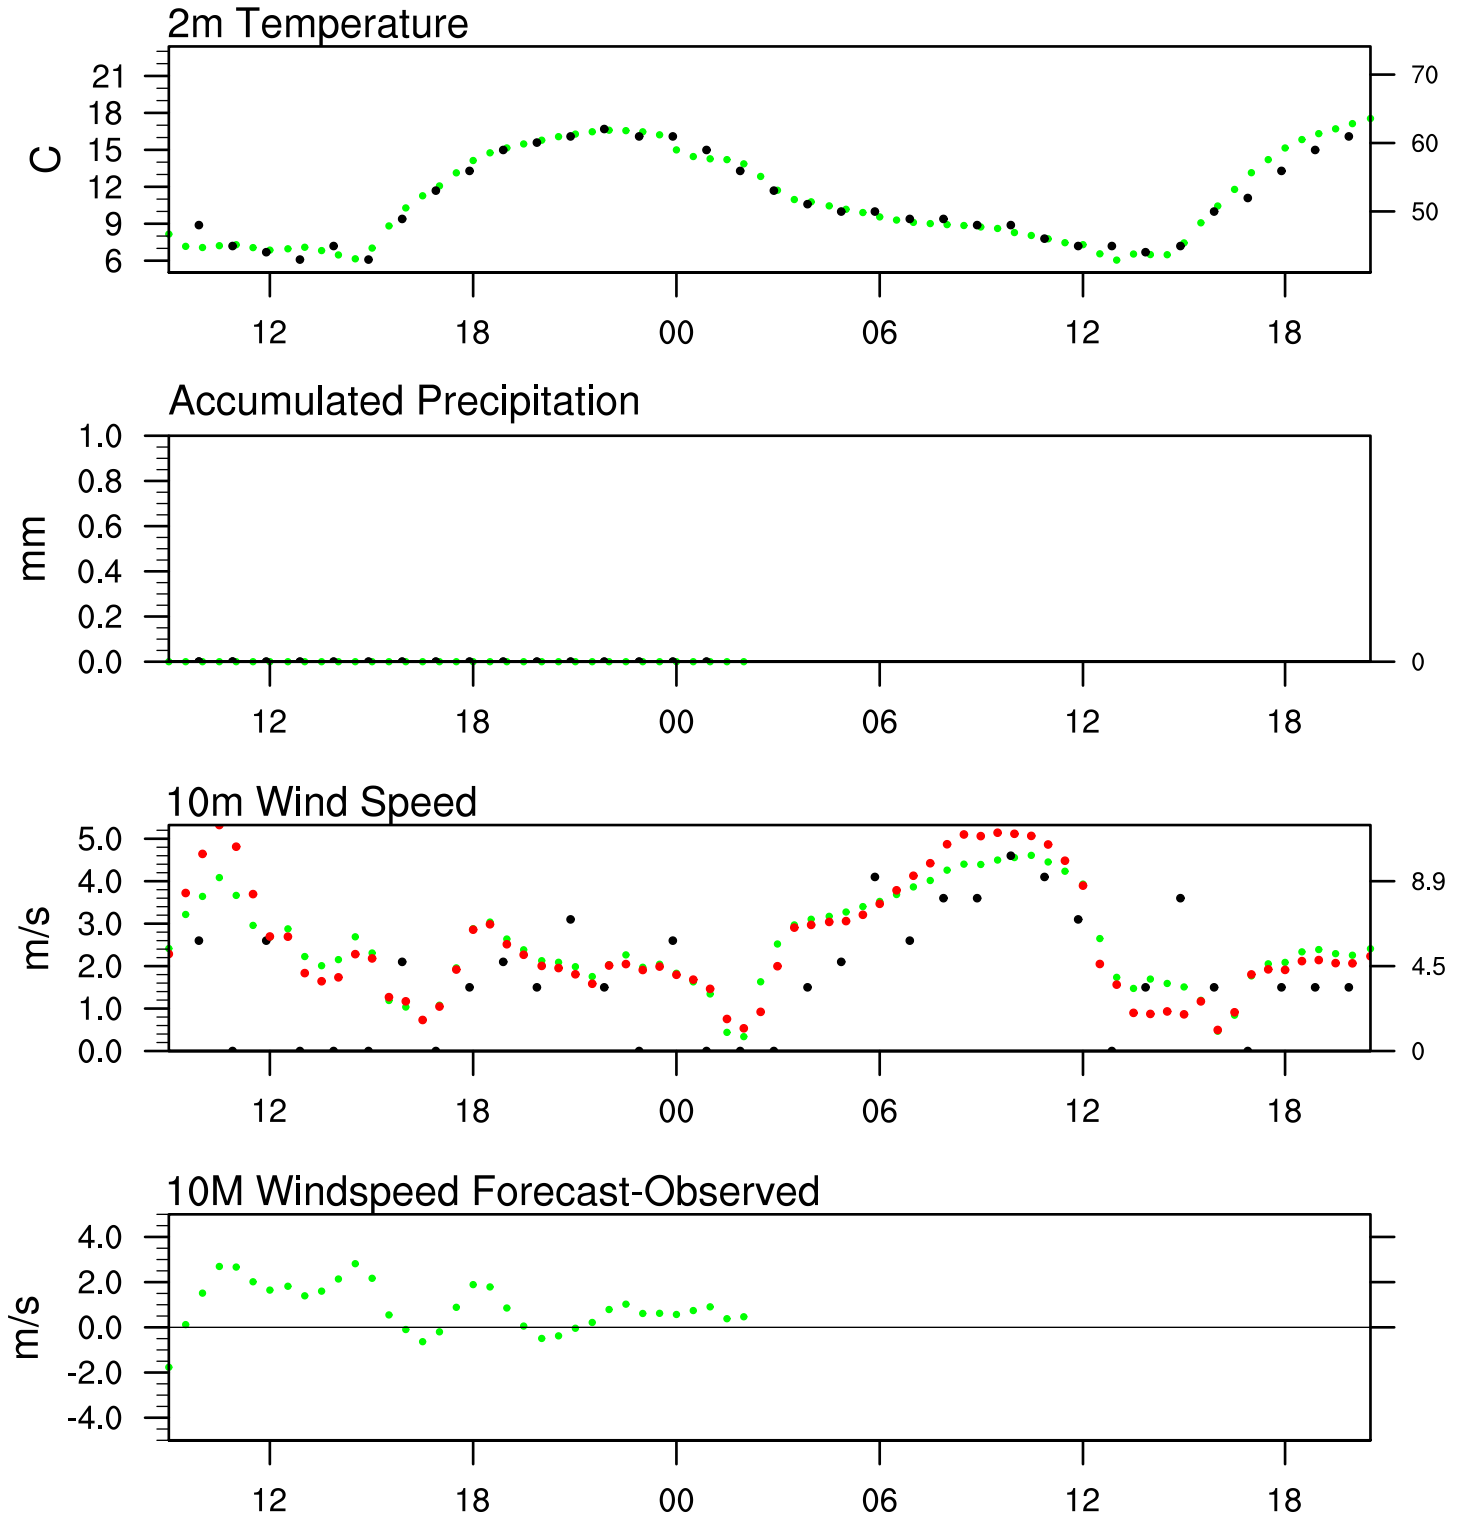 2m Temperature
21
18
15
12
9
6
C
70
60
50
12 18 00 06 12 18
Accumulated Precipitation
1.0
0.8
0.6
0.4
0.2
0.0
mm
0
12 18 00 06 12 18
10m Wind Speed
5.0
4.0
3.0
2.0
1.0
0.0
m/s
8.9
4.5
0
12 18 00 06 12 18
10M Windspeed Forecast-Observed
4.0
2.0
0.0
-2.0
-4.0
m/s
12 18 00 06 12 18